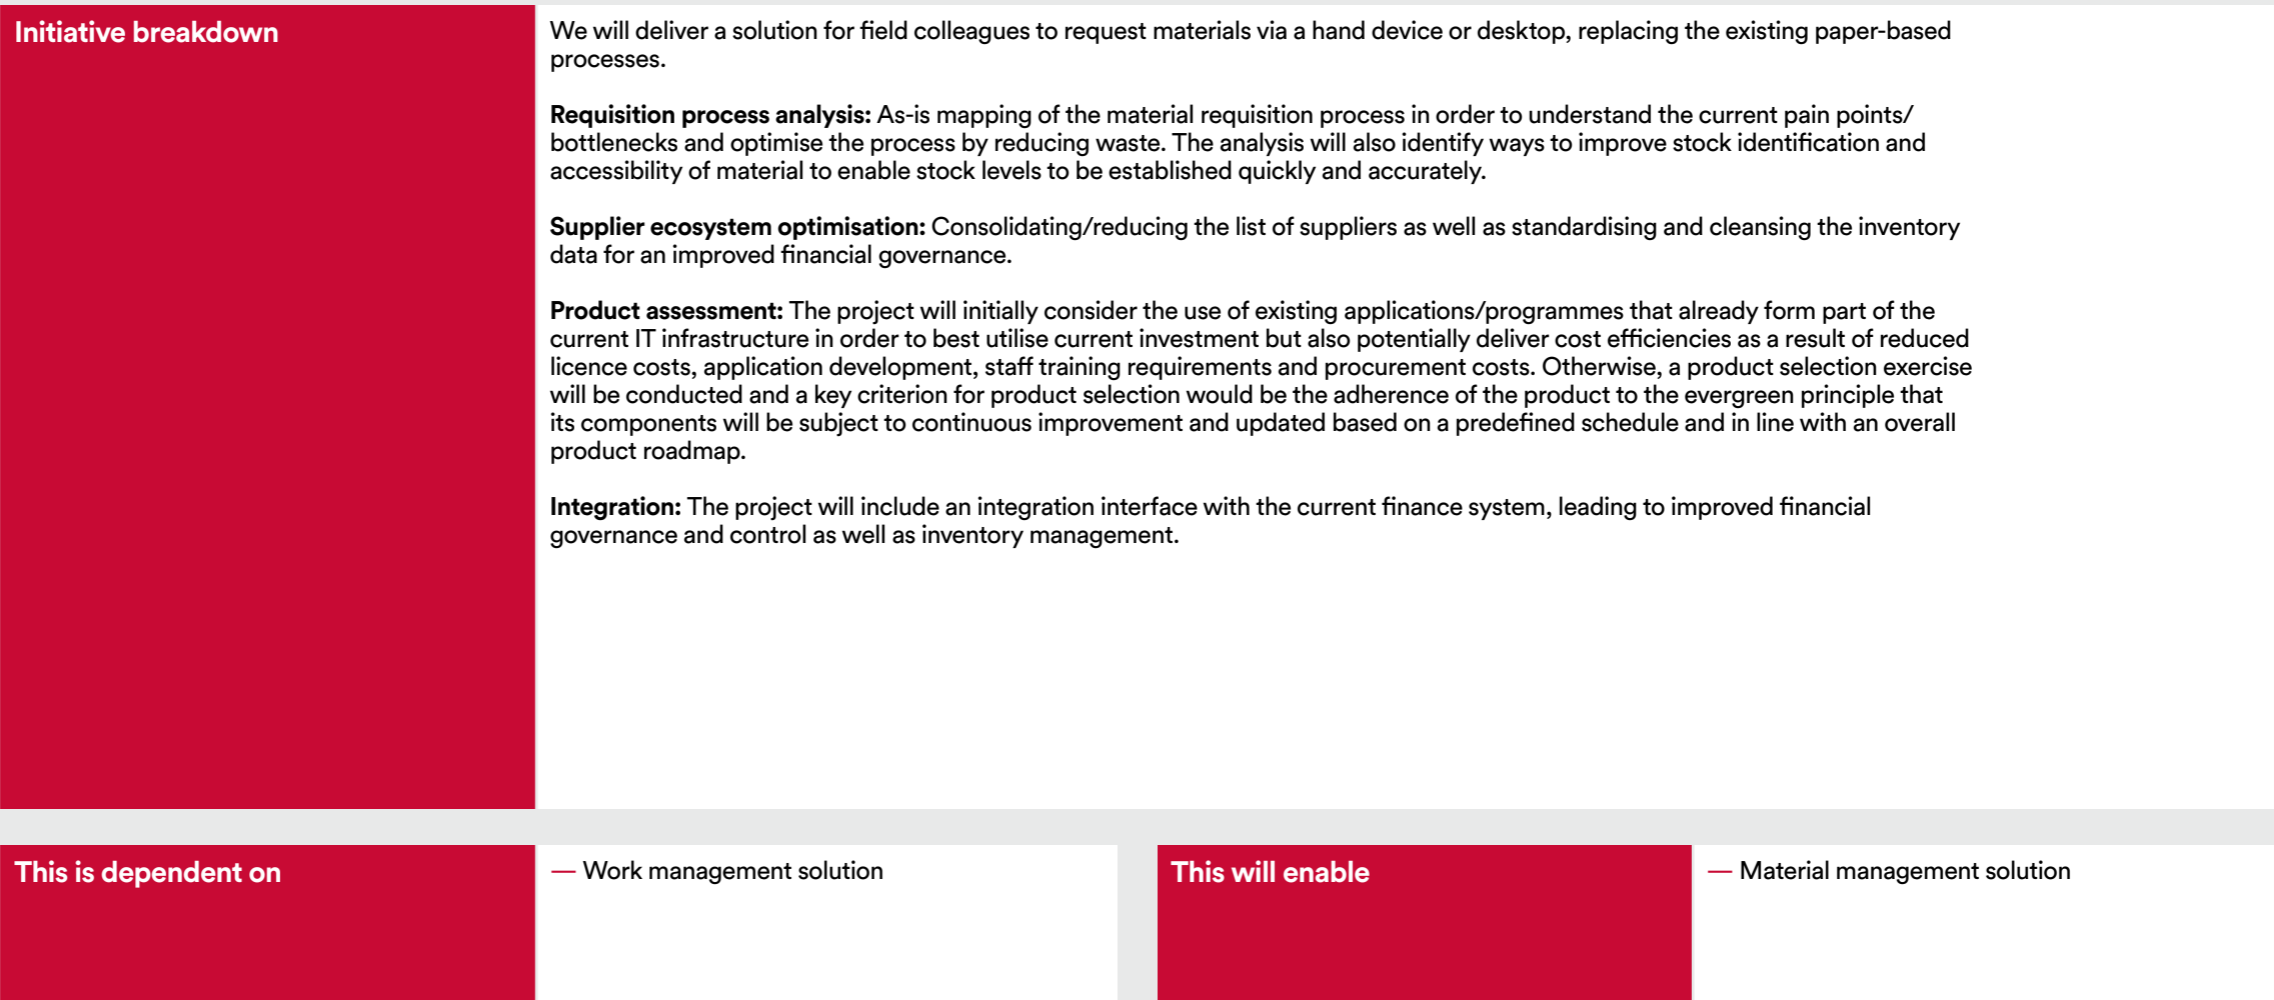 Initiative breakdown
We will deliver a solution for field colleagues to request materials via a hand device or desktop, replacing the existing paper-based
processes.
Requisition process analysis: As-is mapping of the material requisition process in order to understand the current pain points/
bottlenecks and optimise the process by reducing waste. The analysis will also identify ways to improve stock identification and
accessibility of material to enable stock levels to be established quickly and accurately.
Supplier ecosystem optimisation: Consolidating/reducing the list of suppliers as well as standardising and cleansing the inventory
data for an improved financial governance.
Product assessment: The project will initially consider the use of existing applications/programmes that already form part of the
current IT infrastructure in order to best utilise current investment but also potentially deliver cost efficiencies as a result of reduced
licence costs, application development, staff training requirements and procurement costs. Otherwise, a product selection exercise
will be conducted and a key criterion for product selection would be the adherence of the product to the evergreen principle that
its components will be subject to continuous improvement and updated based on a predefined schedule and in line with an overall
product roadmap.
Integration: The project will include an integration interface with the current finance system, leading to improved financial
governance and control as well as inventory management.
This is dependent on
— Work management solution
This will enable
— Material management solution